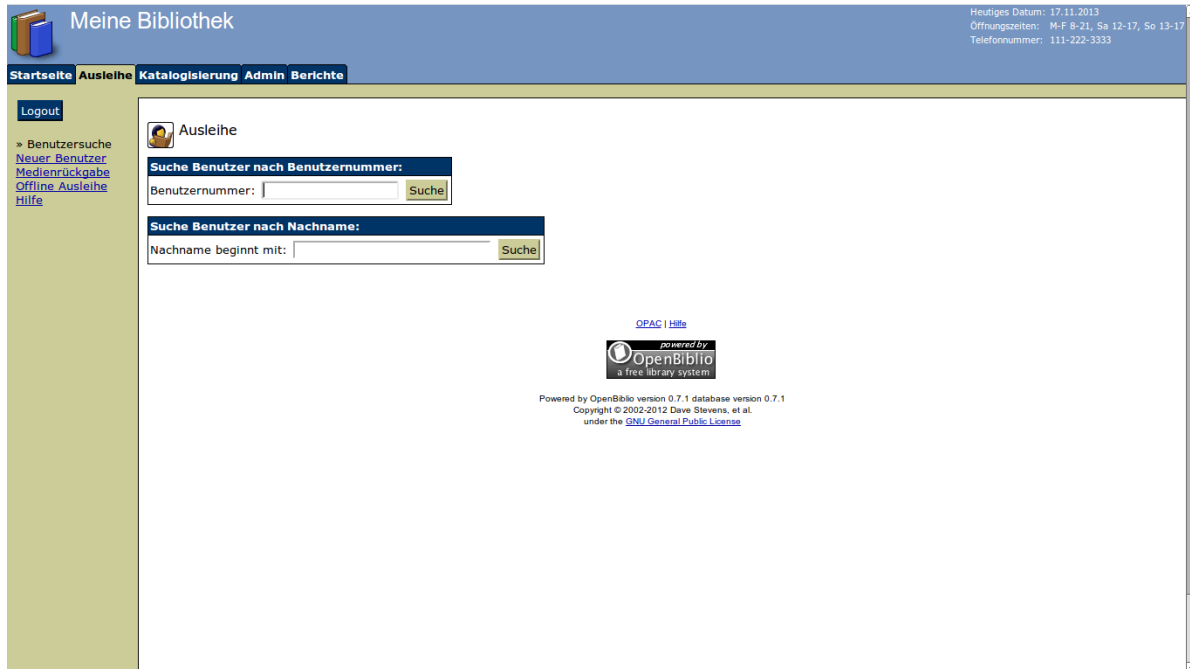 Meine Bibliothek
Heutiges Datum: 17.11.2013
Öffnungszeiten: M-F 8-21, Sa 12-17, So 13-17
Telefonnummer: 111-222-3333
Startseite Ausleihe Katalogisierung Admin Berichte
Logout
» Benutzersuche
Neuer Benutzer
Medienrückgabe
Offline Ausleihe
Hilfe
Ausleihe
Suche Benutzer nach Benutzernummer:
Benutzernummer: Suche
Suche Benutzer nach Nachname:
Nachname beginnt mit: Suche
OPAC | Hilfe
powered by
OpenBiblio
a free library system
Powered by OpenBiblio version 0.7.1 database version 0.7.1
Copyright © 2002-2012 Dave Stevens, et al.
under the GNU General Public License